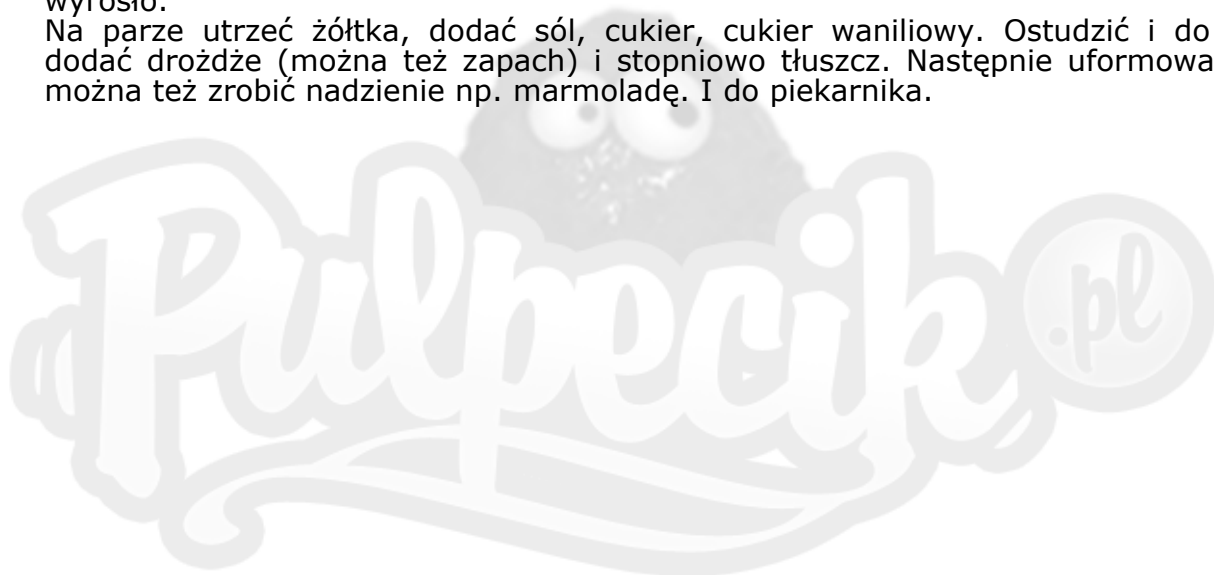 wyrosło.
Na parze utrzeć żółtka, dodać sól, cukier, cukier waniliowy. Ostudzić i do
dodać drożdże (można też zapach) i stopniowo tłuszcz. Następnie uformowa
można też zrobić nadzienie np. marmoladę. I do piekarnika.
Pulpecik.pl